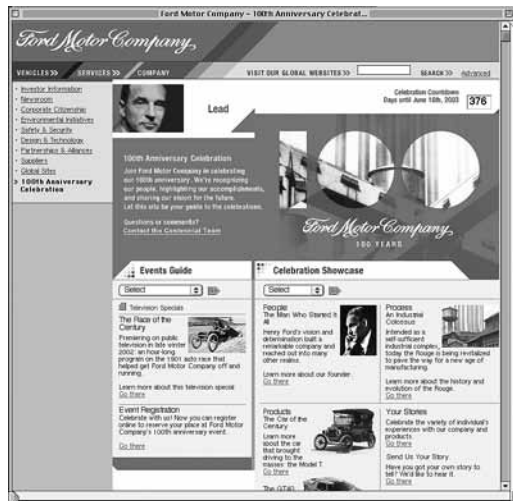 Ford Motor Company – 100th Anniversary Celebrat...
Ford Motor Company
VEHICLES >>
SERVICES >>
COMPANY
VISIT OUR GLOBAL WEBSITES >>
SEARCH >>
Advanced
• Investor Information
• Newsroom
• Corporate Citizenship
• Environmental Initiatives
• Safety & Security
• Design & Technology
• Partnerships & Alliances
• Suppliers
• Global Sites
> 100th Anniversary
Celebration
Lead
Celebration Countdown
Days until June 16th, 2003
376
100
100th Anniversary Celebration
Join Ford Motor Company in celebrating
our 100th anniversary. We're recognizing
our people, highlighting our accomplishments,
and sharing our vision for the future.
Let this site be your guide to the celebrations.
Questions or comments?
Contact the Centennial Team
Ford Motor Company
100 YEARS
Events Guide
Select
Television Specials
The Race of the
Century
Premiering on public
television in late winter
2002: an hour-long
program on the 1901 auto race that
helped get Ford Motor Company off and
running.
Learn more about this television special
Go there
Event Registration
Celebrate with us! Now you can register
online to reserve your place at Ford Motor
Company's 100th anniversary event.
Go there
Celebration Showcase
Select
People
The Man Who Started It
All
Henry Ford's vision and
determination built a
remarkable company and
reached out into many
other realms.
Learn more about our founder.
Go there
Process
An Industrial
Colossus
Intended as a
self-sufficient
industrial complex,
today the Rouge is being revitalized
to pave the way for a new age of
manufacturing.
Learn more about the history and
evolution of the Rouge.
Go there
Products
The Car of the
Century
Learn more
about the car
that brought
driving to the
masses: the Model T.
Go there
The GT40
Your Stories
Celebrate the variety of individual's
experiences with our company and
products.
Go there
Send Us Your Story
Have you got your own story to
tell? We'd like to hear it.
Go there